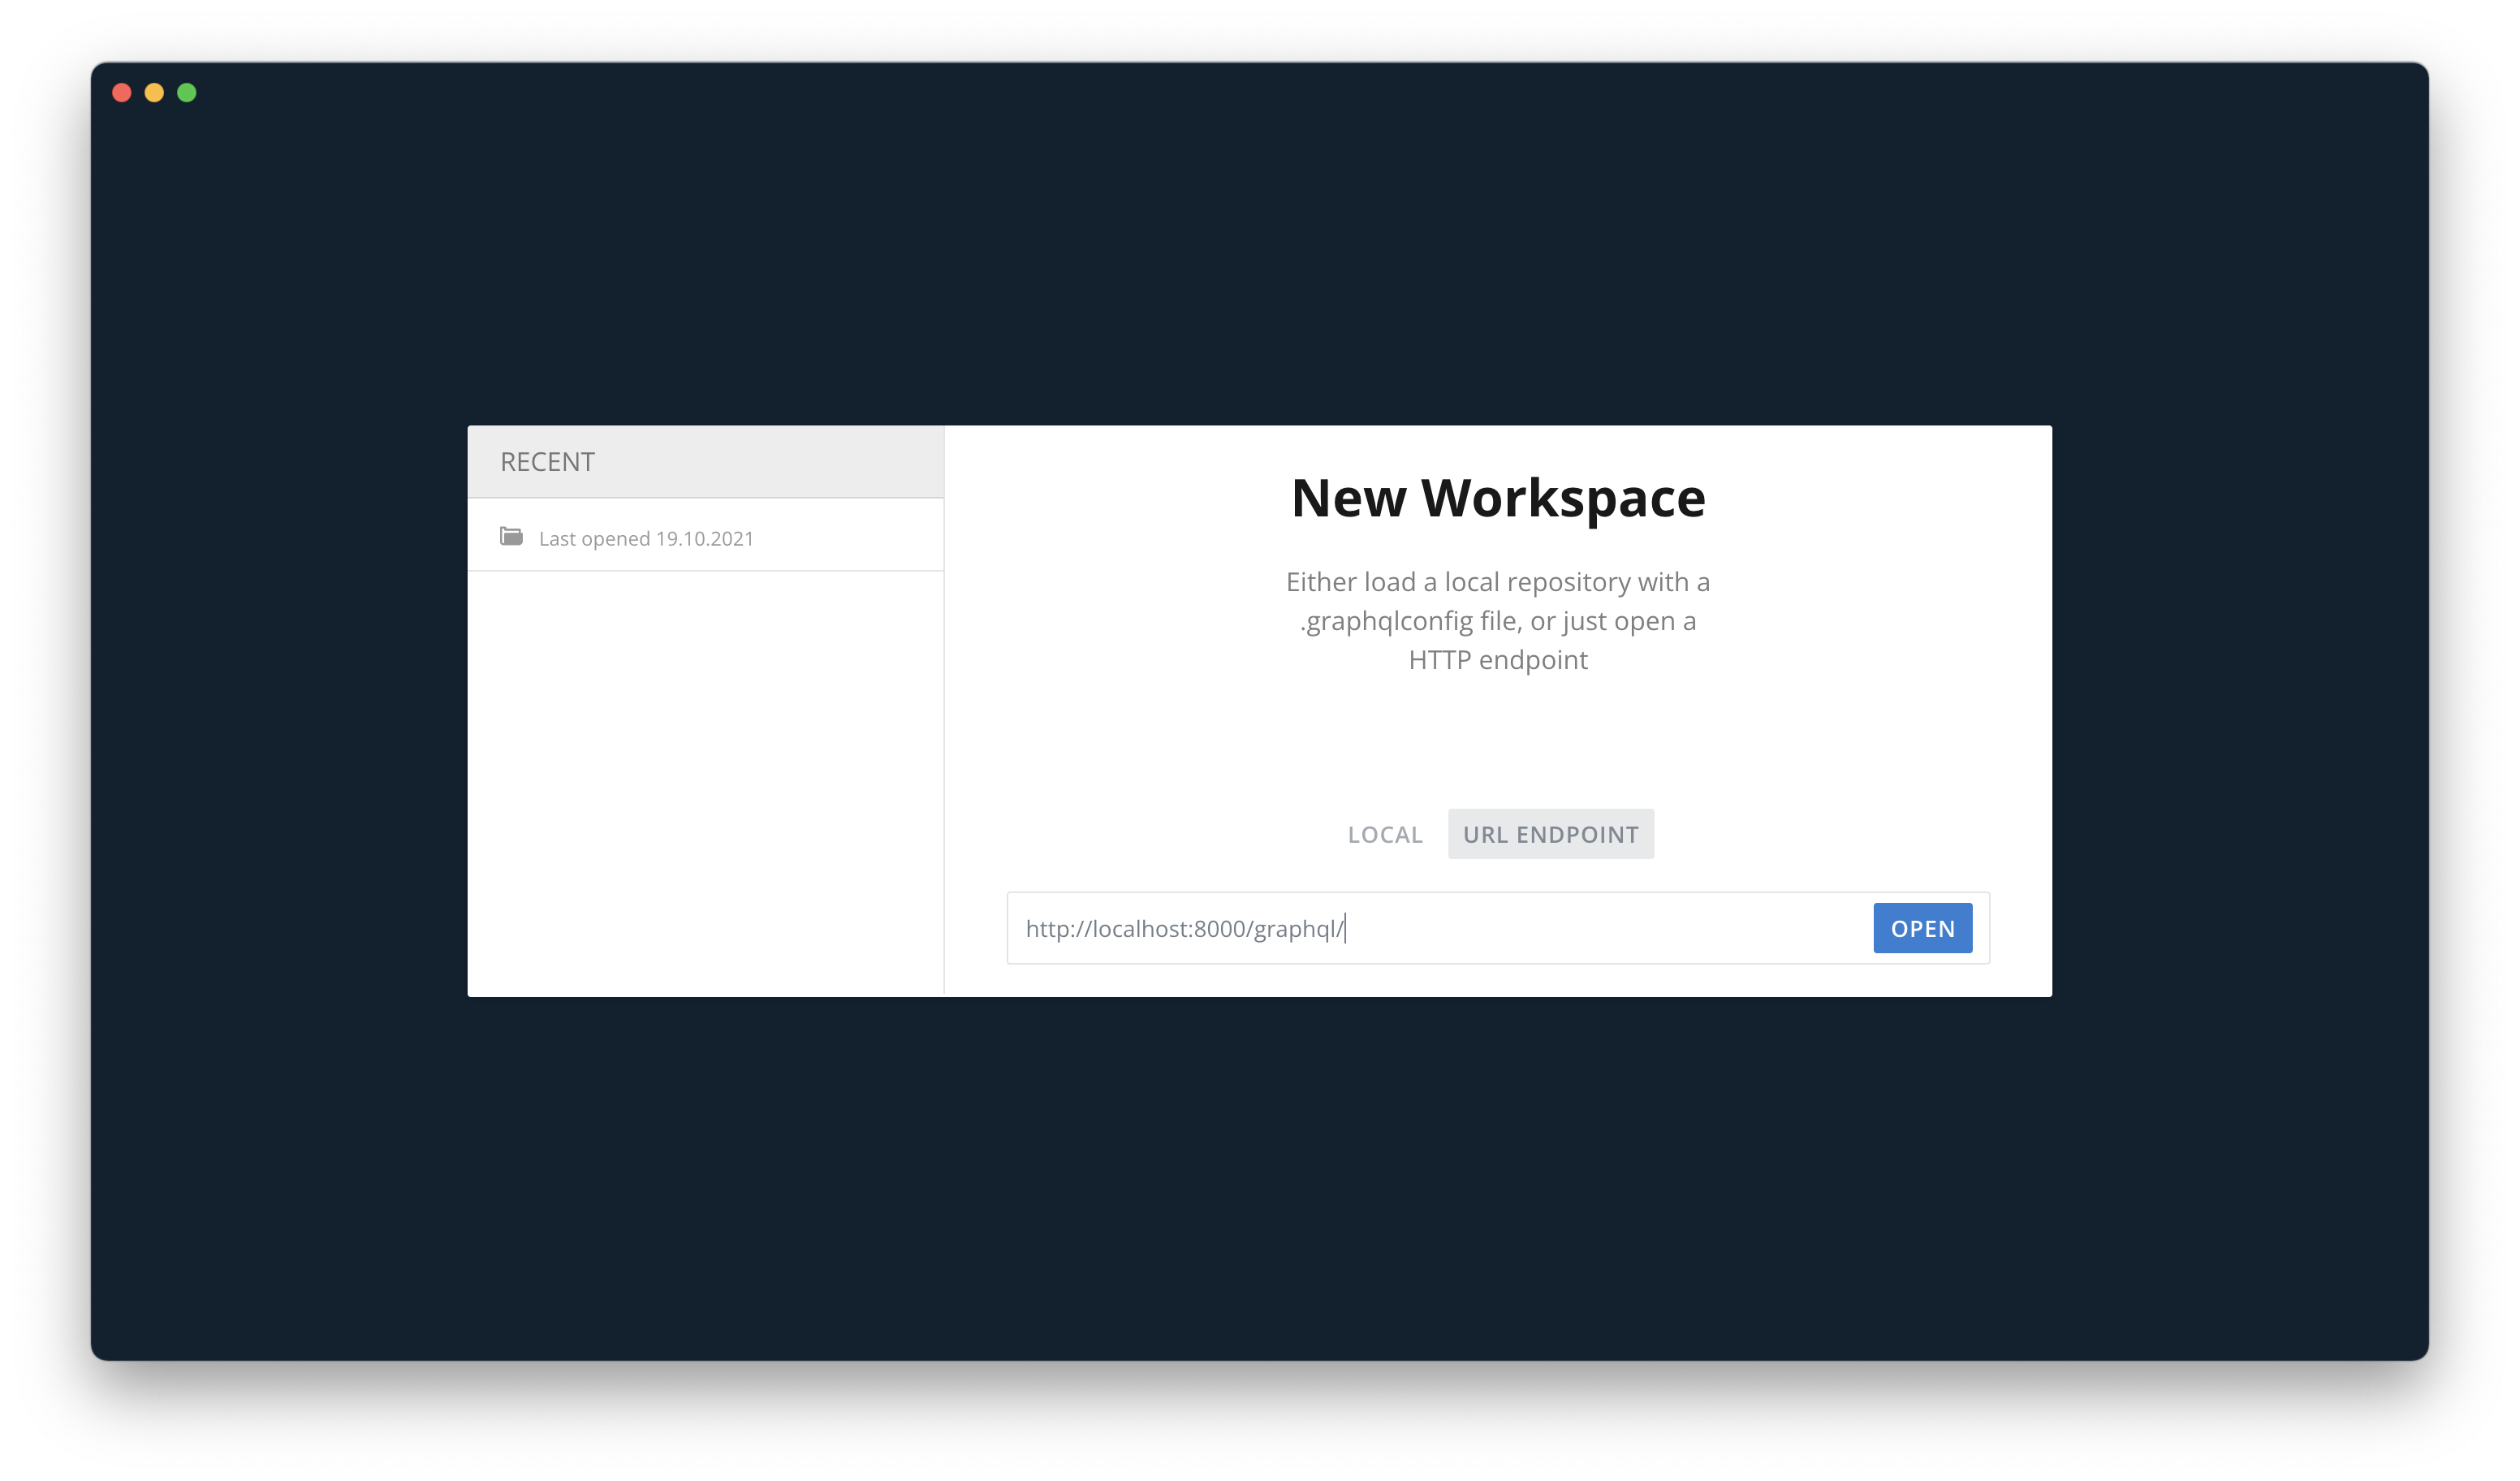 RECENT
Last opened 19.10.2021
New Workspace
Either load a local repository with a
.graphqlconfig file, or just open a
HTTP endpoint
LOCAL
URL ENDPOINT
http://localhost:8000/graphql/
OPEN